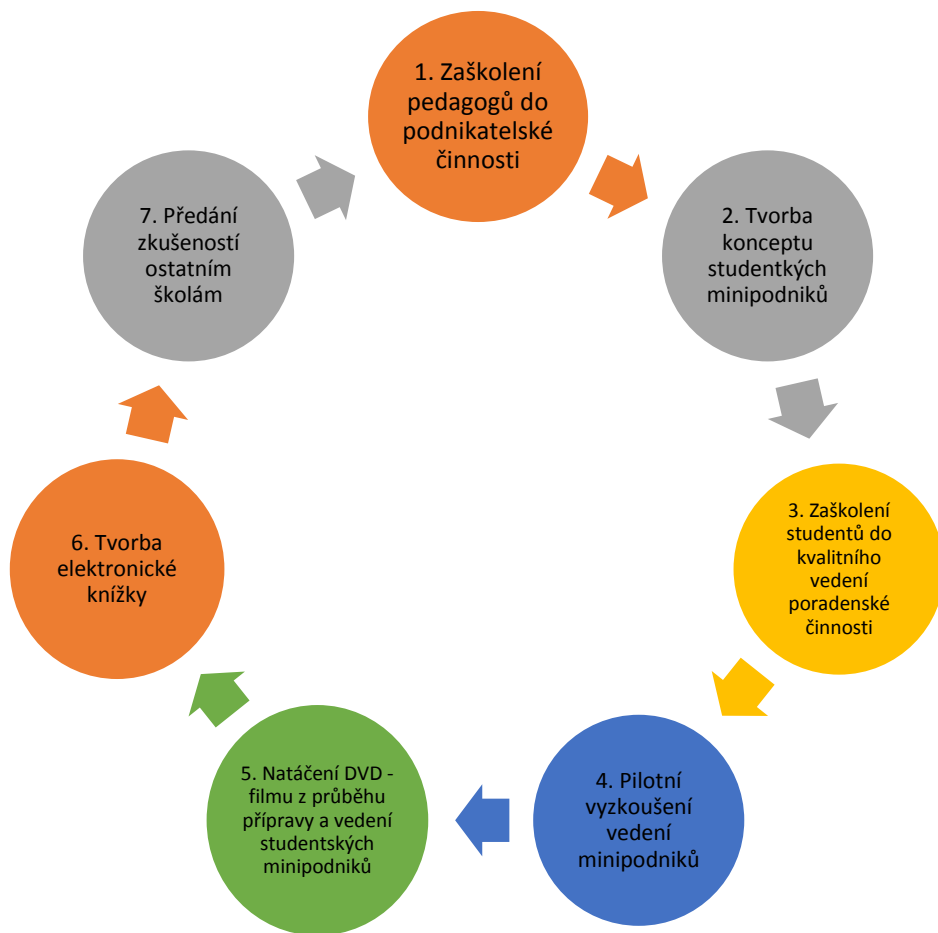 1. Zaškolení
pedagogů do
podnikatelské
činnosti
2. Tvorba
konceptu
studentkých
minipodniků
3. Zaškolení
studentů do
kvalitního
vedení
poradenské
činnosti
4. Pilotní
vyzkoušení
vedení
minipodniků
5. Natáčení DVD -
filmu z průběhu
přípravy a vedení
studentských
minipodniků
6. Tvorba
elektronické
knížky
7. Předání
zkušeností
ostatním
školám